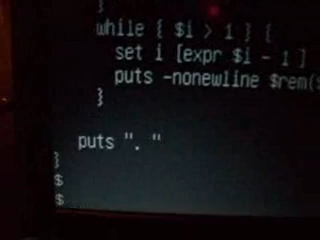 }
while { $i > 1 } {
set i [expr $i - 1 ]
puts -nonewline $rem($
}
puts ". "
}
$
$